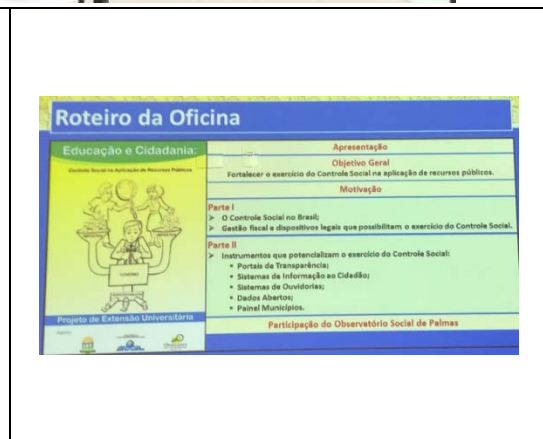 Roteiro da Oficina
Educação e Cidadania:
Controle Social na Aplicação de Recursos Públicos
GOVERNO
Projeto de Extensão Universitária
Apresentação
Objetivo Geral
Fortalecer o exercício do Controle Social na aplicação de recursos públicos.
Motivação
Parte I
➤ O Controle Social no Brasil;
➤ Gestão fiscal e dispositivos legais que possibilitam o exercício do Controle Social.
Parte II
➤ Instrumentos que potencializam o exercício do Controle Social:
▪ Portais de Transparência;
▪ Sistemas de Informação ao Cidadão;
▪ Sistemas de Ouvidorias;
▪ Dados Abertos;
▪ Painel Municípios.
Participação do Observatório Social de Palmas